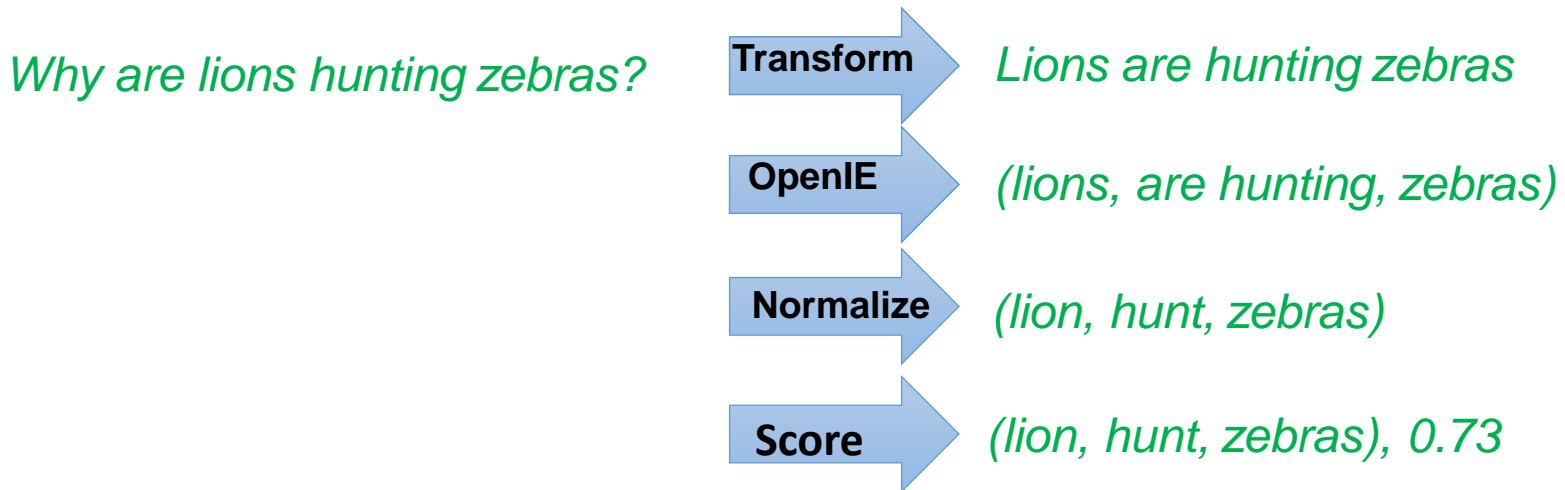 Why are lions hunting zebras?
Transform
Lions are hunting zebras
OpenIE
(lions, are hunting, zebras)
Normalize
(lion, hunt, zebras)
Score
(lion, hunt, zebras), 0.73